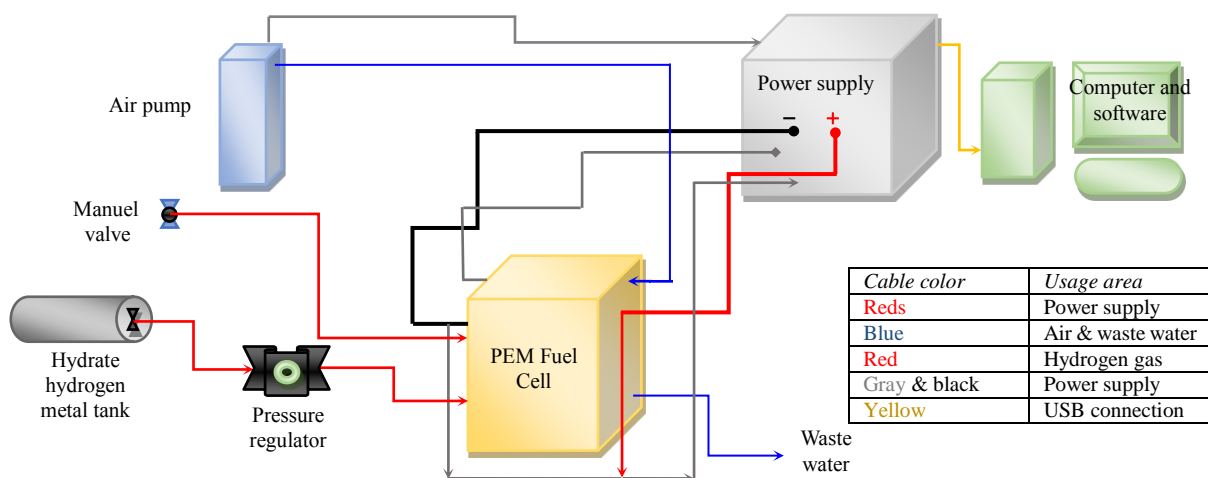 Air pump
Power supply
− +
Computer and
software
Manuel
valve
Hydrate
hydrogen
metal tank
Pressure
regulator
PEM Fuel
Cell
Waste
water
Cable color Usage area
Reds Power supply
Blue Air & waste water
Red Hydrogen gas
Gray & black Power supply
Yellow USB connection